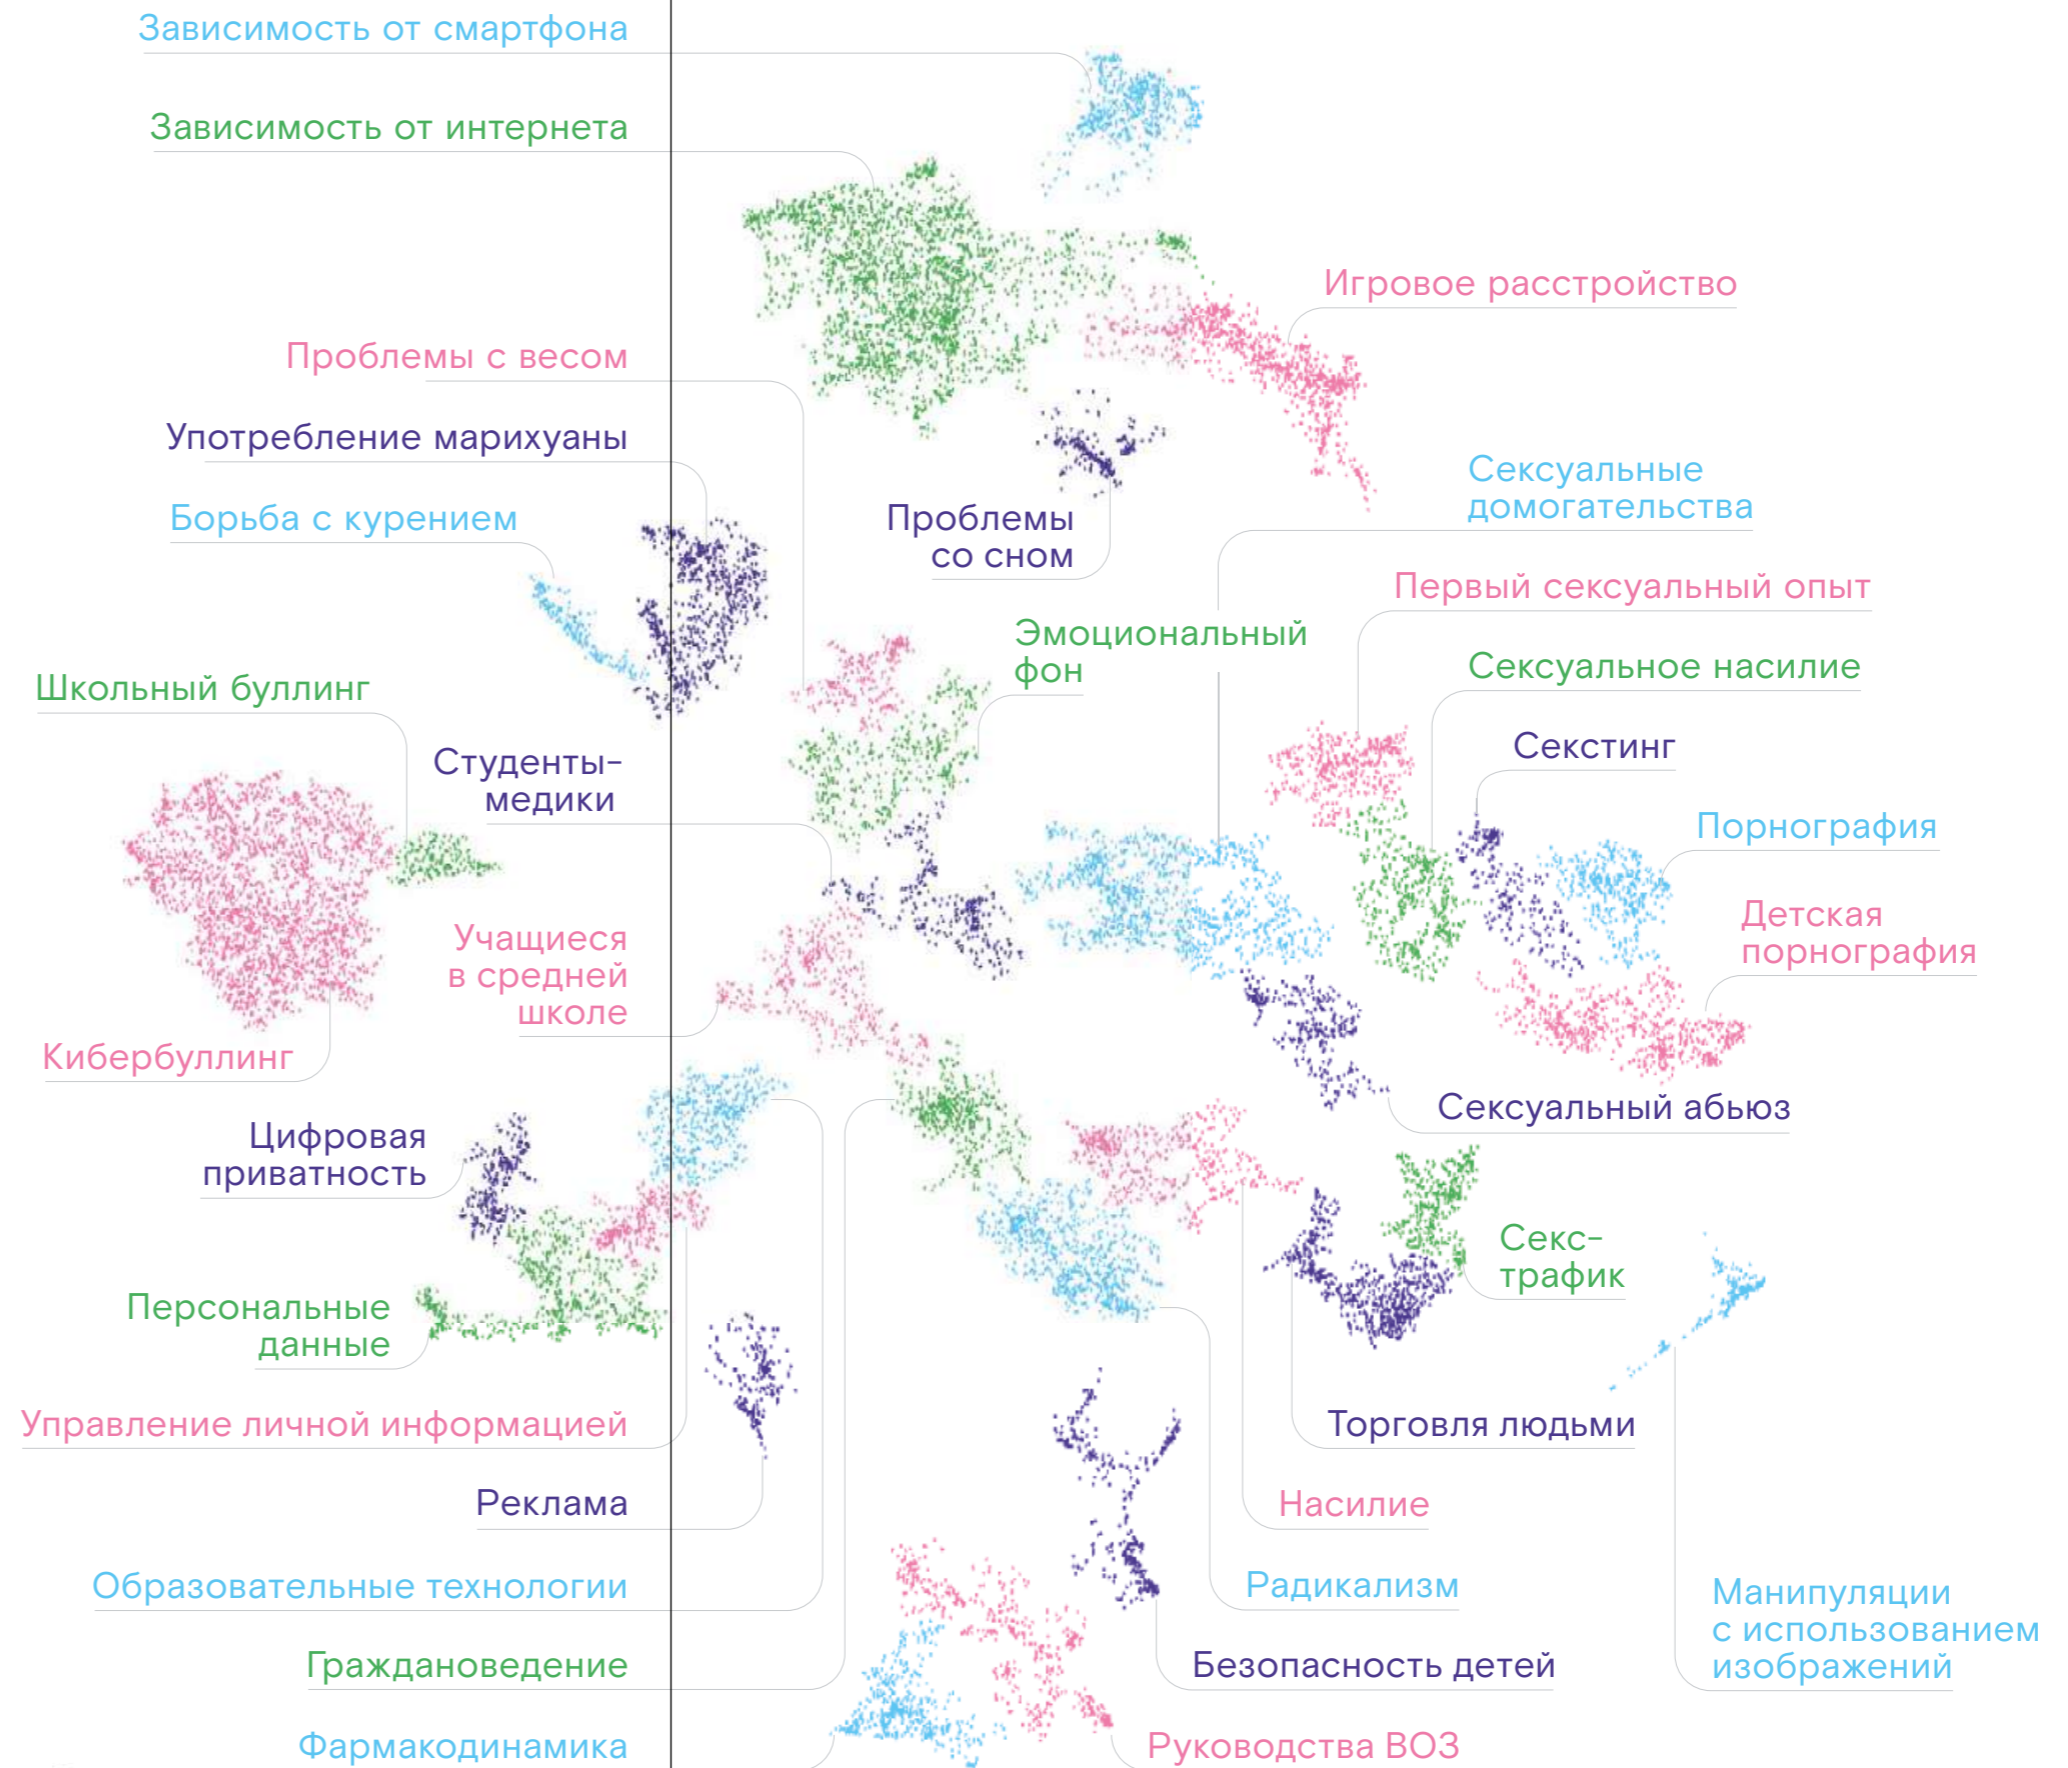 Зависимость от смартфона
Зависимость от интернета
Игровое расстройство
Проблемы с весом
Употребление марихуаны
Борьба с курением
Проблемы
со сном
Сексуальные
домогательства
Первый сексуальный опыт
Эмоциональный
фон
Сексуальное насилие
Школьный буллинг
Студенты-
медики
Секстинг
Порнография
Детская
порнография
Учащиеся
в средней
школе
Кибербуллинг
Сексуальный абьюз
Цифровая
приватность
Секс-
трафик
Персональные
данные
Управление личной информацией
Торговля людьми
Реклама
Насилие
Образовательные технологии
Радикализм
Манипуляции
с использованием
изображений
Граждановедение
Безопасность детей
Фармакодинамика
Руководства ВОЗ